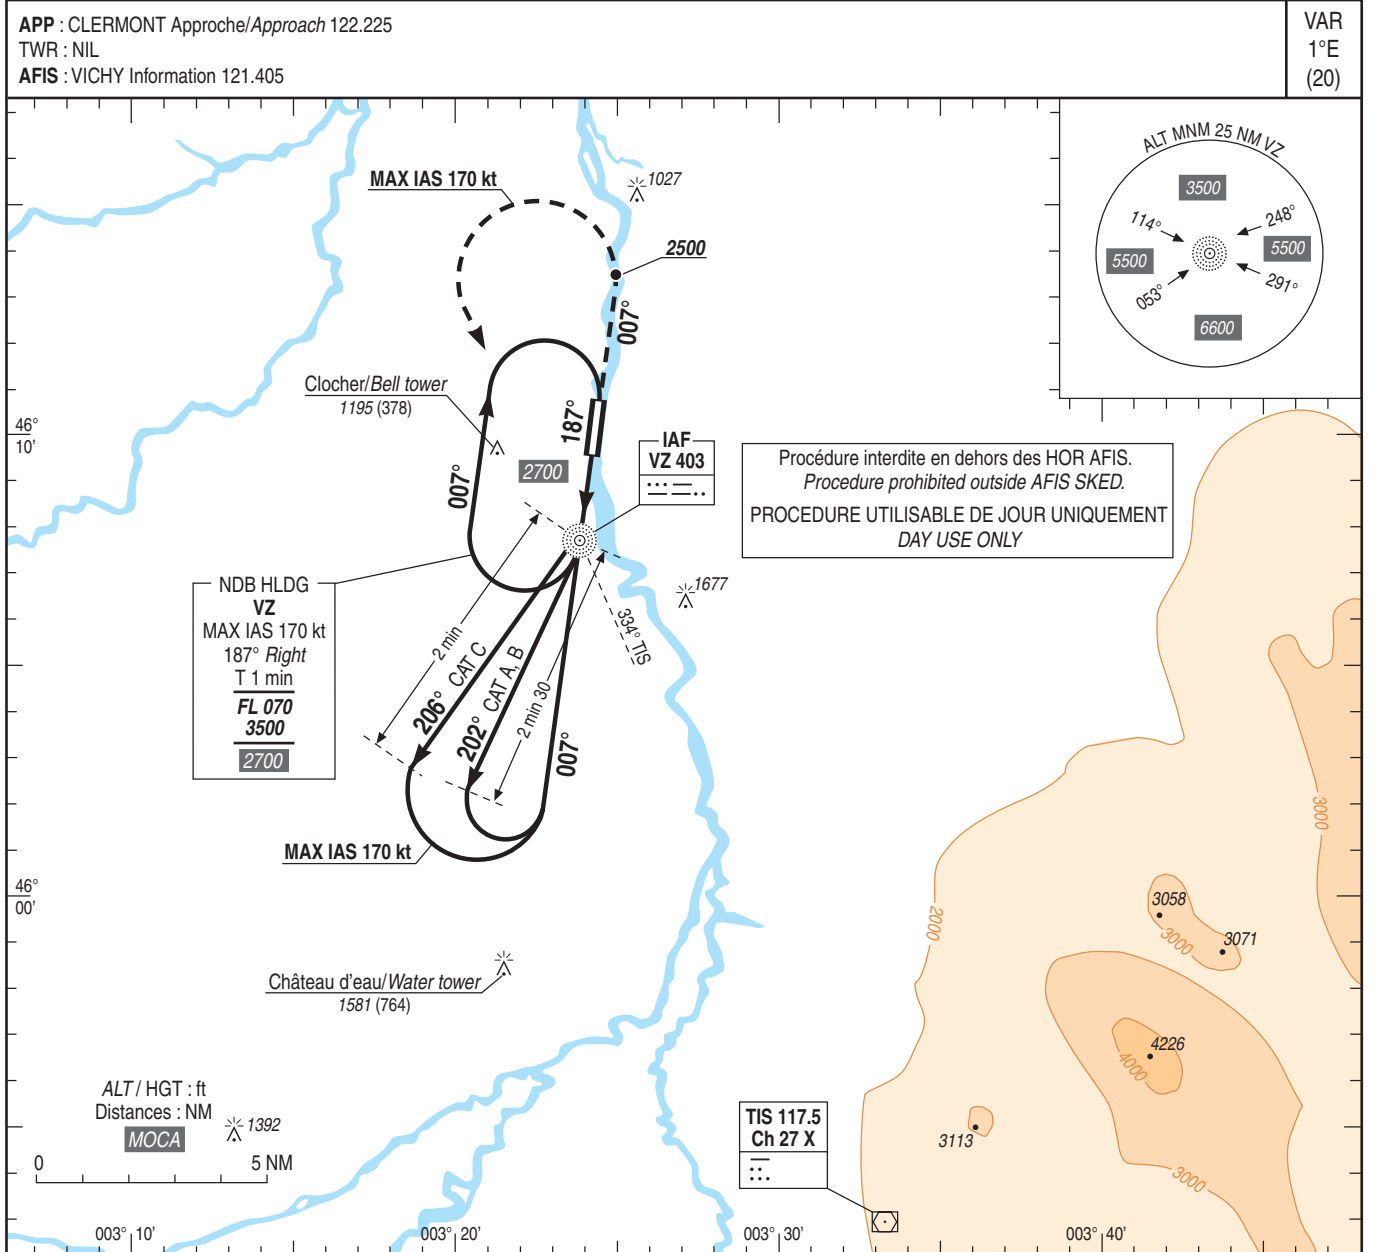 APP : CLERMONT Approche/Approach 122.225
TWR : NIL
AFIS : VICHY Information 121.405
VAR
1°E
(20)
ALT MNM 25 NM VZ
3500
114°
248°
5500
5500
053°
291°
6600
MAX IAS 170 kt
1027
2500
007°
Clocher/Bell tower
1195 (378)
187°
46°
10'
2700
007°
IAF
VZ 403
Procédure interdite en dehors des HOR AFIS.
Procedure prohibited outside AFIS SKED.
PROCEDURE UTILISABLE DE JOUR UNIQUEMENT
DAY USE ONLY
NDB HLDG
VZ
MAX IAS 170 kt
187° Right
T 1 min
FL 070
3500
2700
1677
334° TIS
2 min
206° CAT C
202° CAT A, B
2 min 30
007°
MAX IAS 170 kt
3000
46°
00'
2000
3058
3000
3071
Château d'eau/Water tower
1581 (764)
4226
4000
ALT / HGT : ft
Distances : NM
MOCA
1392
0
5 NM
TIS 117.5
Ch 27 X
3113
3000
003° 10'
003° 20'
003° 30'
003° 40'